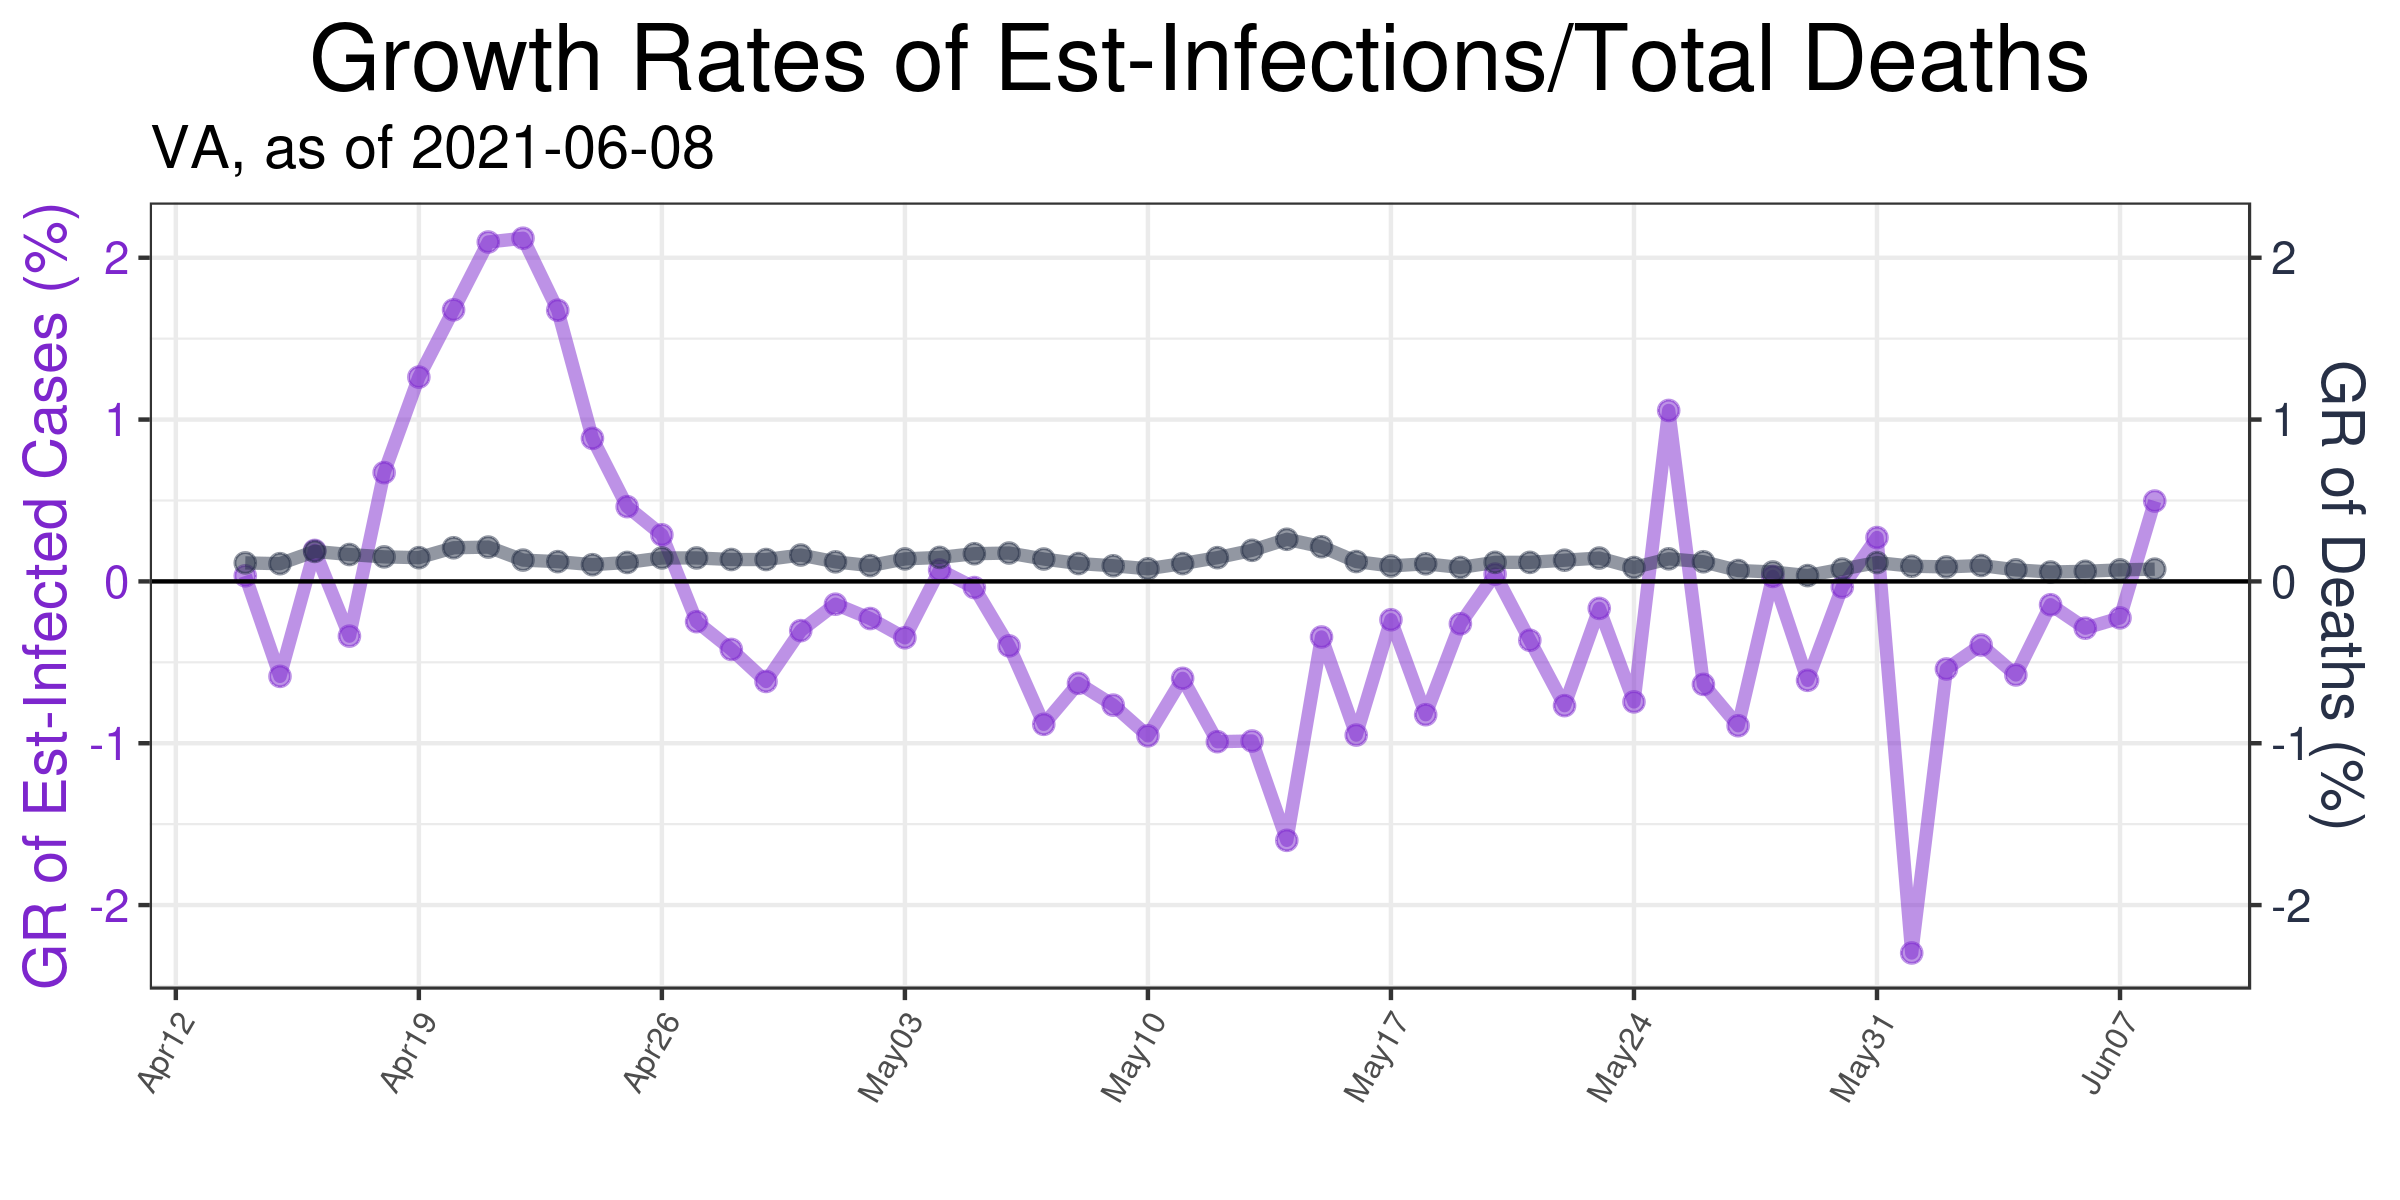 Growth Rates of Est-Infections/Total Deaths
VA, as of 2021-06-08
GR of Est-Infected Cases (%)
2
1
0
-1
-2
2
1
0
-1
-2
GR of Deaths (%)
Apr12
Apr19
Apr26
May03
May10
May17
May24
May31
Jun07